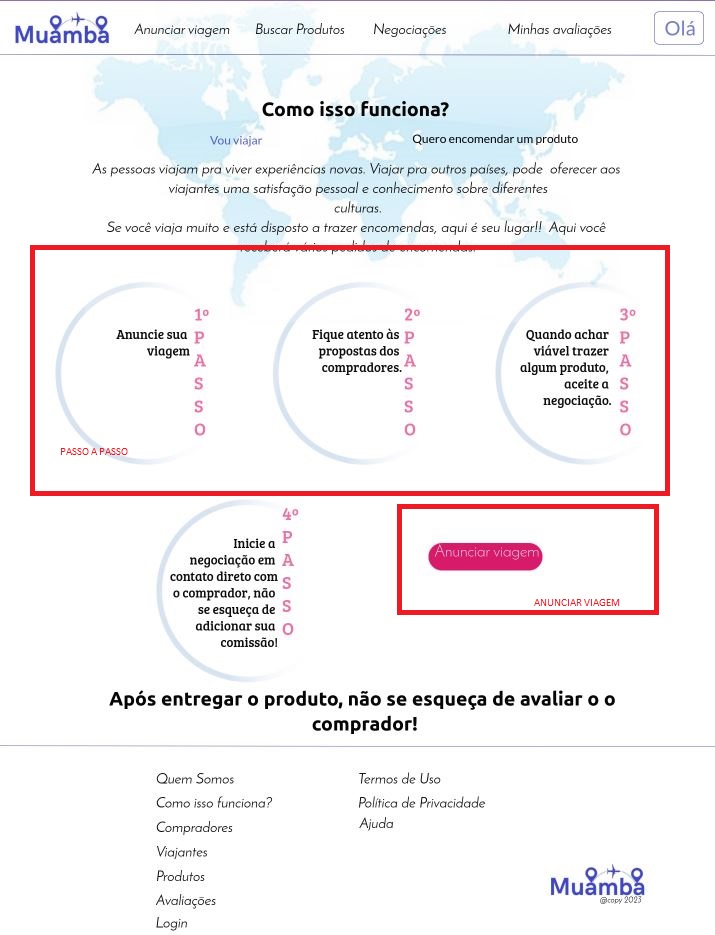 Muamba
Anunciar viagem
Buscar Produtos
Negociações
Minhas avaliações
Olá
Como isso funciona?
Vou viajar
Quero encomendar um produto
As pessoas viajam pra viver experiências novas. Viajar pra outros países, pode oferecer aos
viajantes uma satisfação pessoal e conhecimento sobre diferentes
culturas.
Se você viaja muito e está disposto a trazer encomendas, aqui é seu lugar!! Aqui você
receberá vários pedidos de encomendas.
1º
PASSO
Anuncie sua
viagem
2º
PASSO
Fique atento às
propostas dos
compradores.
3º
PASSO
Quando achar
viável trazer
algum produto,
aceite a
negociação.
PASSO A PASSO
4º
PASSO
Inicie a
negociação em
contato direto com
o comprador, não
se esqueça de
adicionar sua
comissão!
Anunciar viagem
ANUNCIAR VIAGEM
Após entregar o produto, não se esqueça de avaliar o o
comprador!
Quem Somos
Como isso funciona?
Compradores
Viajantes
Produtos
Avaliações
Login
Termos de Uso
Política de Privacidade
Ajuda
Muamba
@copy 2023